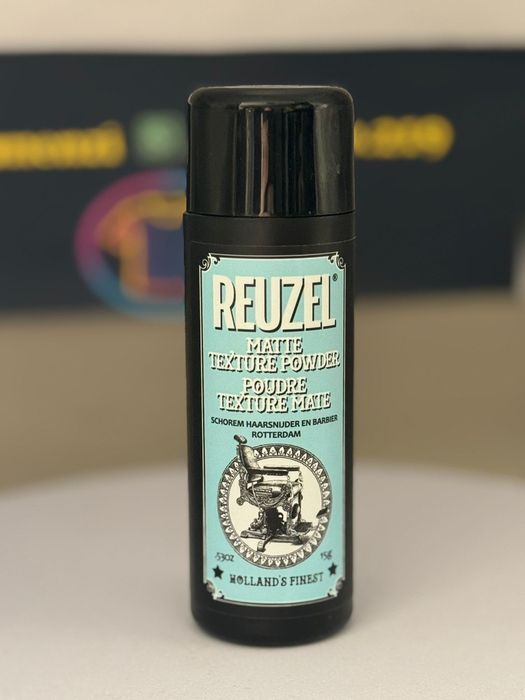 REUZEL®
MATTE
TEXTURE POWDER
POUDRE
TEXTURE MATE
SCHOREM HAARSNIJDER EN BARBIER
ROTTERDAM
.53OZ 15g
HOLLAND'S FINEST